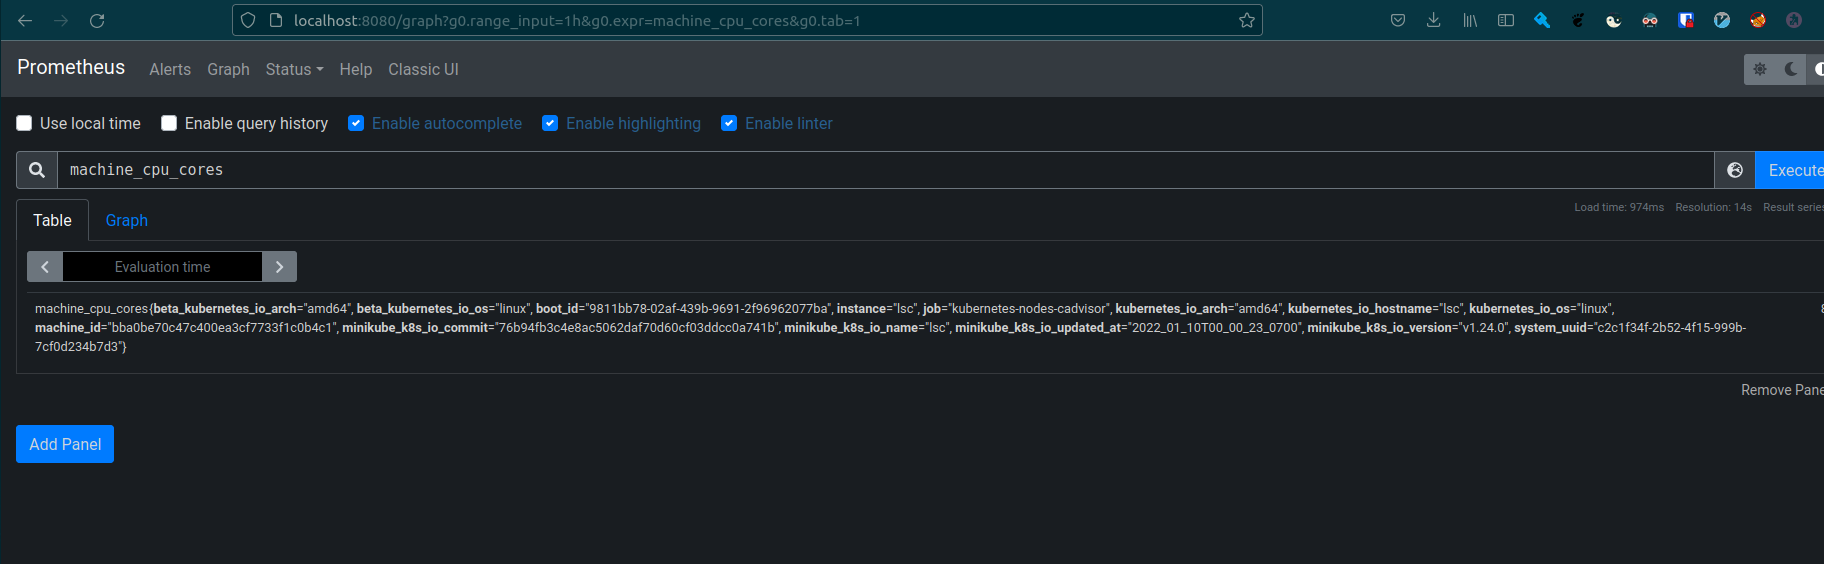 localhost:8080/graph?g0.range_input=1h&g0.expr=machine_cpu_cores&g0.tab=1
Prometheus Alerts Graph Status Help Classic UI
Use local time Enable query history Enable autocomplete Enable highlighting Enable linter
machine_cpu_cores Execute
Table Graph Load time: 974ms Resolution: 14s Result series
Evaluation time
machine_cpu_cores{beta_kubernetes_io_arch="amd64", beta_kubernetes_io_os="linux", boot_id="9811bb78-02af-439b-9691-2f96962077ba", instance="lsc", job="kubernetes-nodes-cadvisor", kubernetes_io_arch="amd64", kubernetes_io_hostname="lsc", kubernetes_io_os="linux",
machine_id="bba0be70c47c400ea3cf7733f1c0b4c1", minikube_k8s_io_commit="76b94fb3c4e8ac5062daf70d60cf03ddcc0a741b", minikube_k8s_io_name="lsc", minikube_k8s_io_updated_at="2022_01_10T00_00_23_0700", minikube_k8s_io_version="v1.24.0", system_uuid="c2c1f34f-2b52-4f15-999b-
7cf0d234b7d3"}
Remove Pane
Add Panel